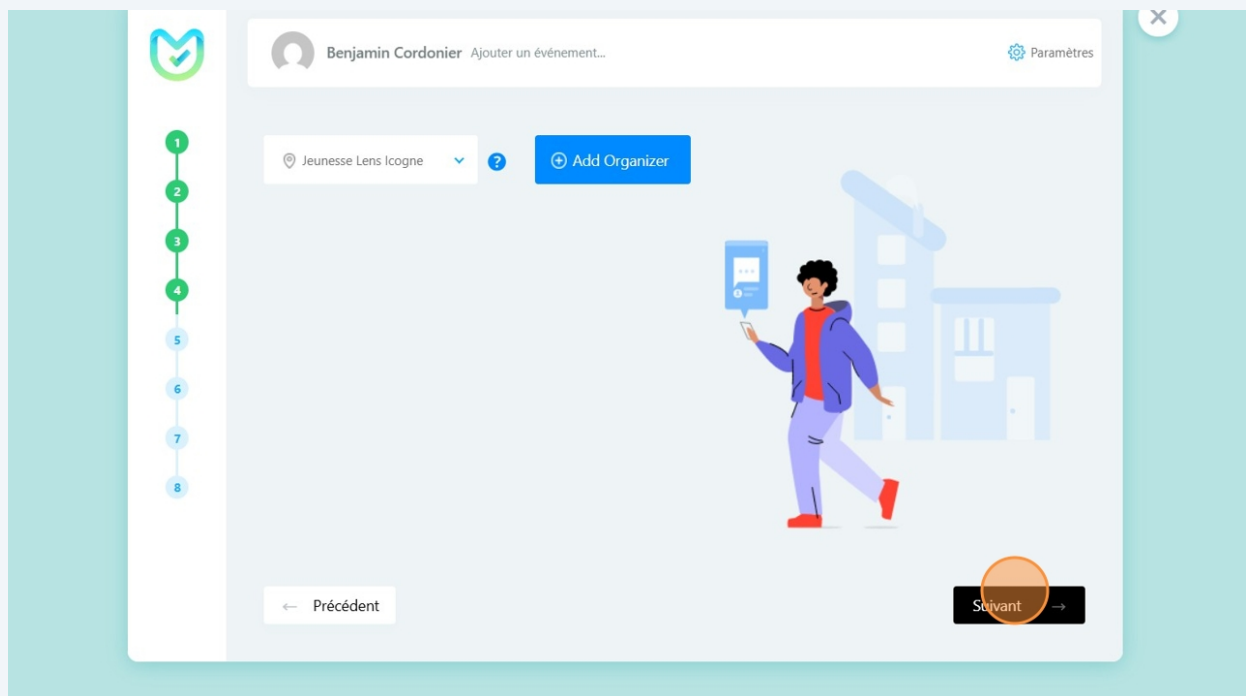 Benjamin Cordonier Ajouter un événement...
Paramètres
1
2
3
4
5
6
7
8
Jeunesse Lens Icogne
?
Add Organizer
Précédent
Suivant